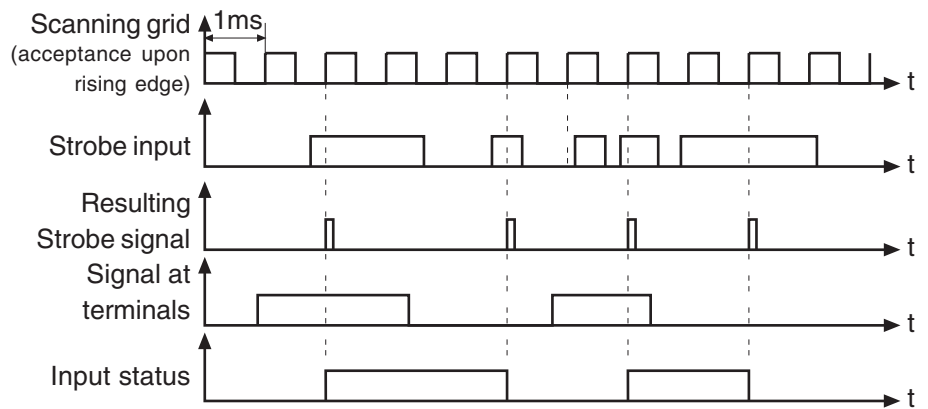 Scanning grid
(acceptance upon
rising edge)
1ms
t
Strobe input
t
Resulting
Strobe signal
t
Signal at
terminals
t
Input status
t